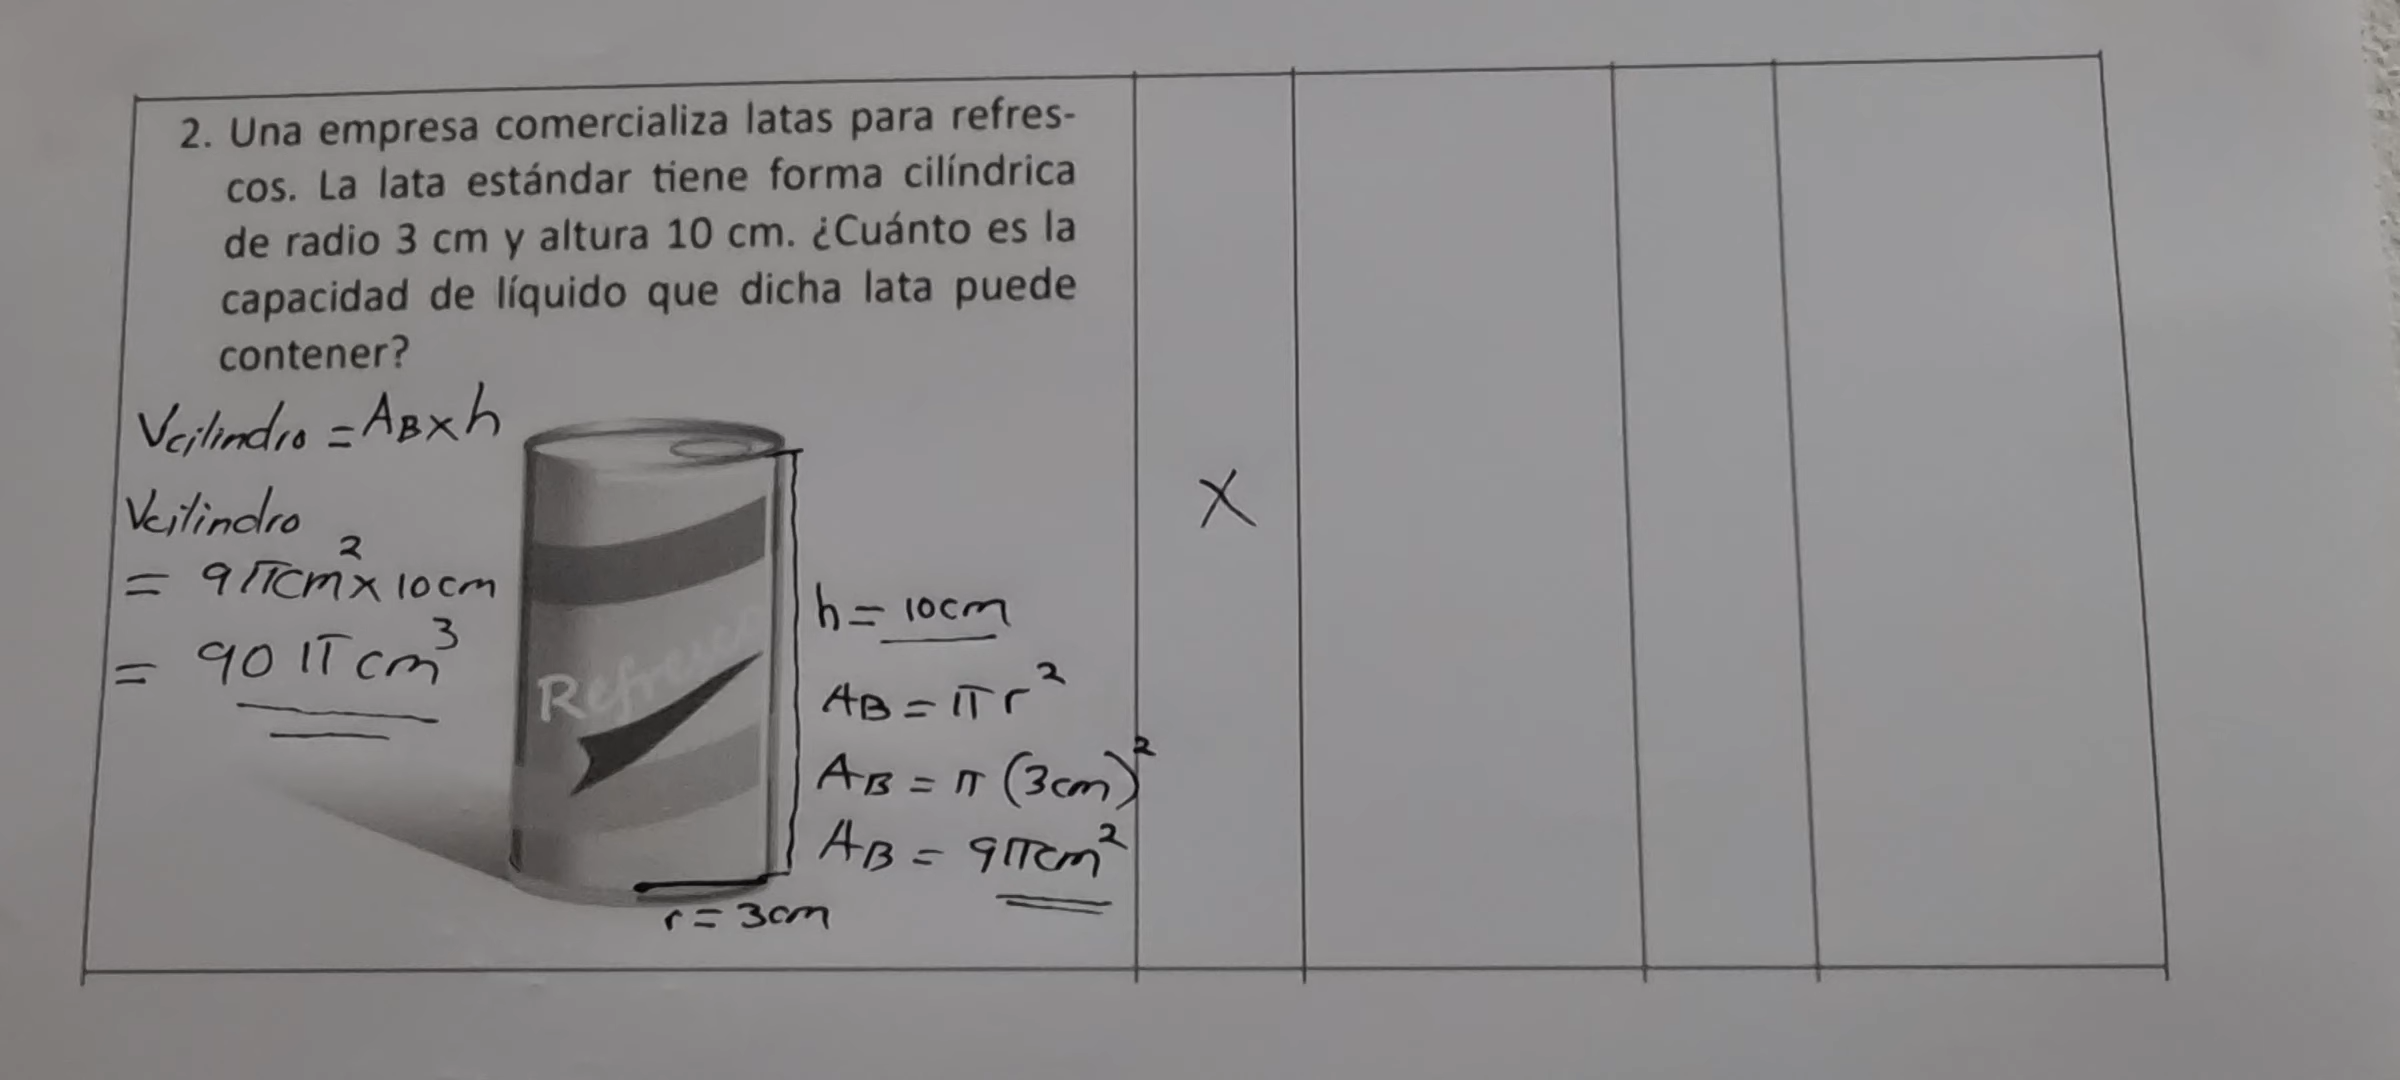 2. Una empresa comercializa latas para refres-
cos. La lata estándar tiene forma cilíndrica
de radio 3 cm y altura 10 cm. ¿Cuánto es la
capacidad de líquido que dicha lata puede
contener?
Vcilindro = AB x h
Vcilindro
= 9πcm² x 10cm
= 90 πcm³
Refresco
h = 10cm
AB = πr²
AB = π (3cm)²
AB = 9πcm²
r = 3cm
X